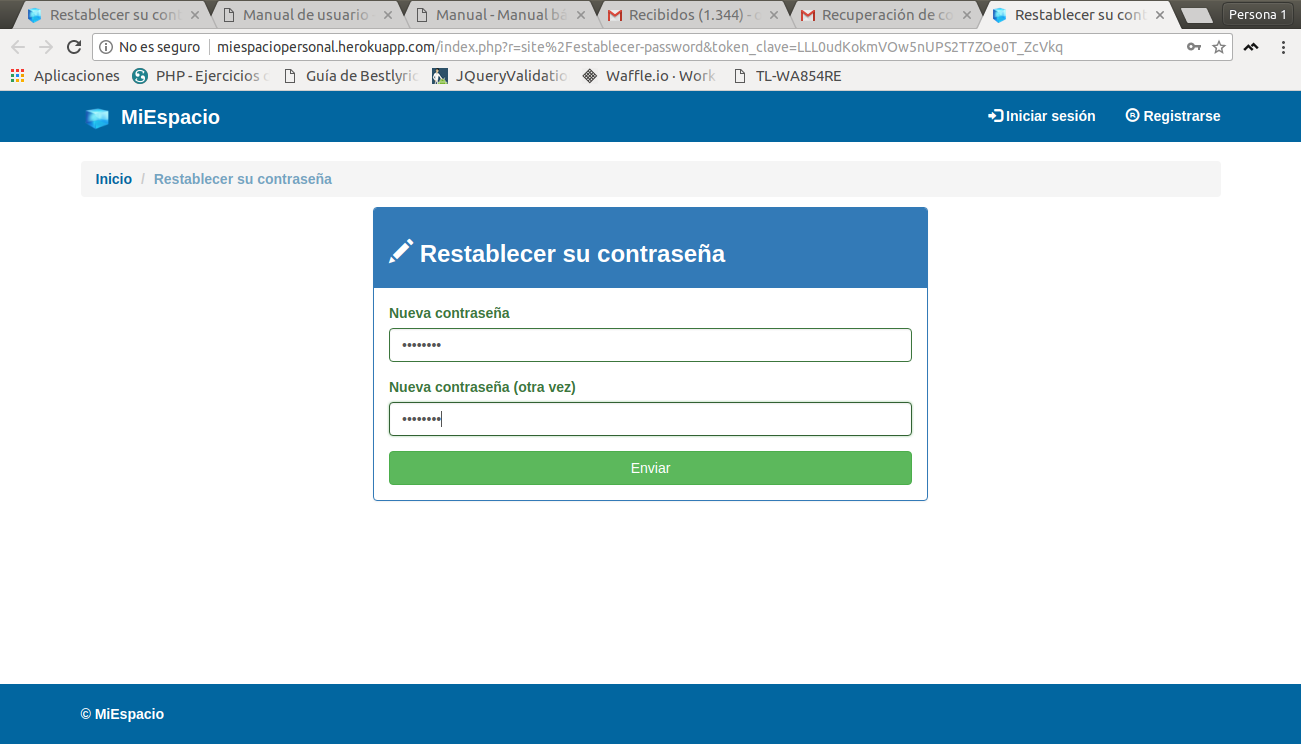 Restablecer su con
Manual de usuario
Manual - Manual bá
Recibidos (1.344) -
Recuperación de co
Restablecer su cont
Persona 1
No es seguro
miespaciopersonal.herokuapp.com/index.php?r=site%2Festablecer-password&token_clave=LLL0udKokmVOw5nUPS2T7ZOe0T_ZcVkq
Aplicaciones
PHP - Ejercicios
Guía de Bestlyric
JQueryValidatio
Waffle.io · Work
TL-WA854RE
MiEspacio
Iniciar sesión
Registrarse
Inicio / Restablecer su contraseña
Restablecer su contraseña
Nueva contraseña
••••••••
Nueva contraseña (otra vez)
••••••••
Enviar
© MiEspacio